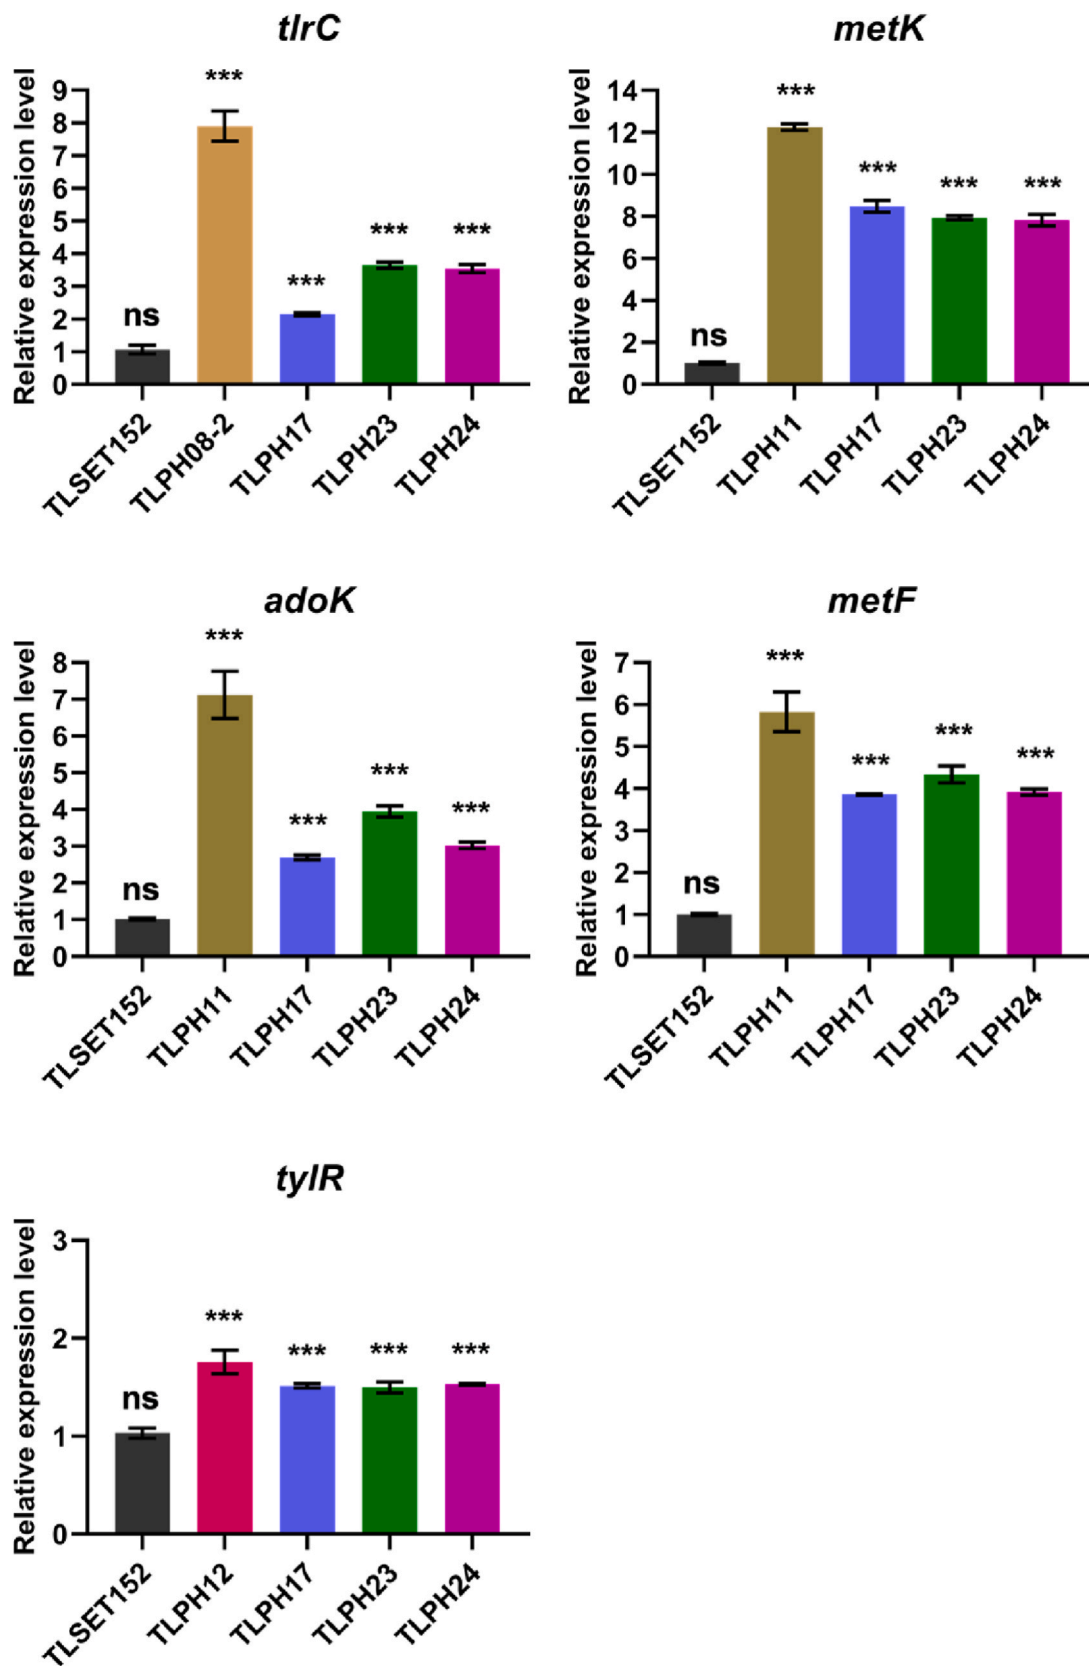 tlrC
Relative expression level
9
8
7
6
5
4
3
2
1
0
ns
***
***
***
***
TLSET152
TLPH08-2
TLPH17
TLPH23
TLPH24
metK
Relative expression level
14
12
10
8
6
4
2
0
ns
***
***
***
***
TLSET152
TLPH11
TLPH17
TLPH23
TLPH24
adoK
Relative expression level
8
7
6
5
4
3
2
1
0
ns
***
***
***
***
TLSET152
TLPH11
TLPH17
TLPH23
TLPH24
metF
Relative expression level
7
6
5
4
3
2
1
0
ns
***
***
***
***
TLSET152
TLPH11
TLPH17
TLPH23
TLPH24
tylR
Relative expression level
3
2
1
0
ns
***
***
***
***
TLSET152
TLPH12
TLPH17
TLPH23
TLPH24